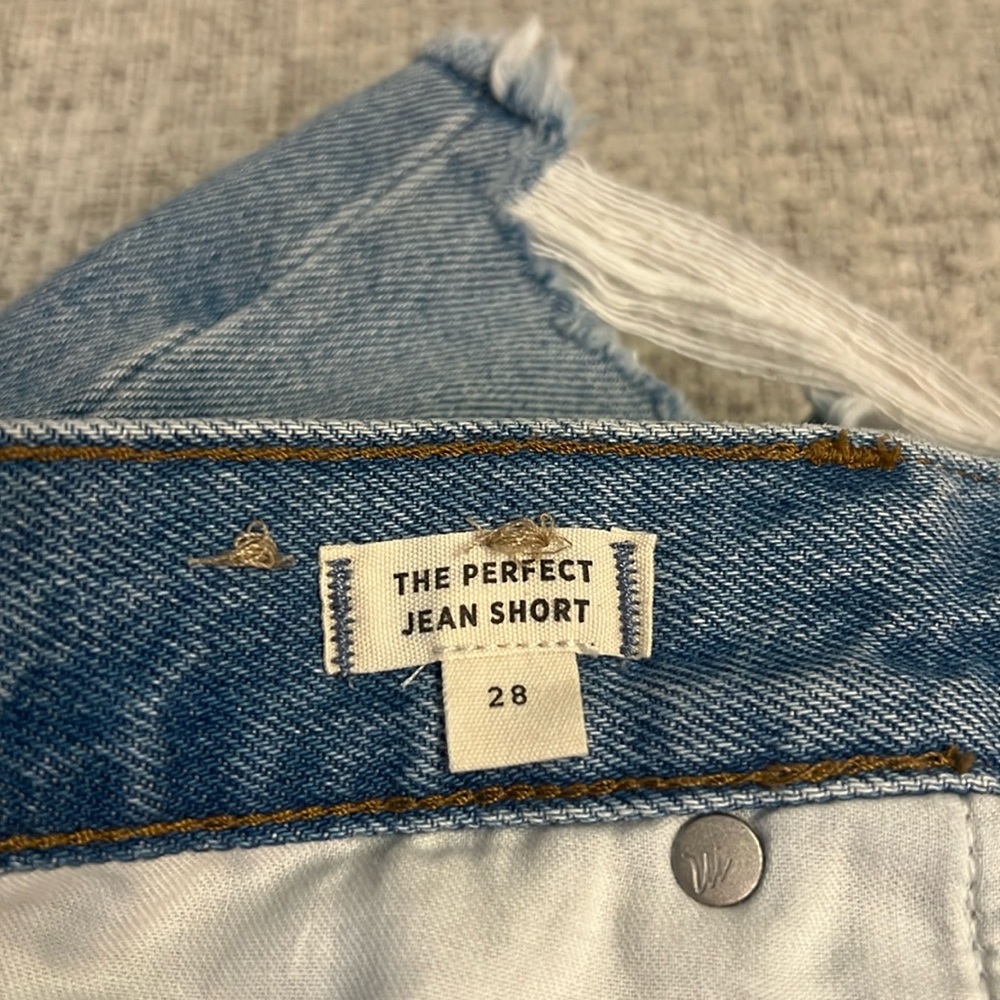 THE PERFECT
JEAN SHORT
28